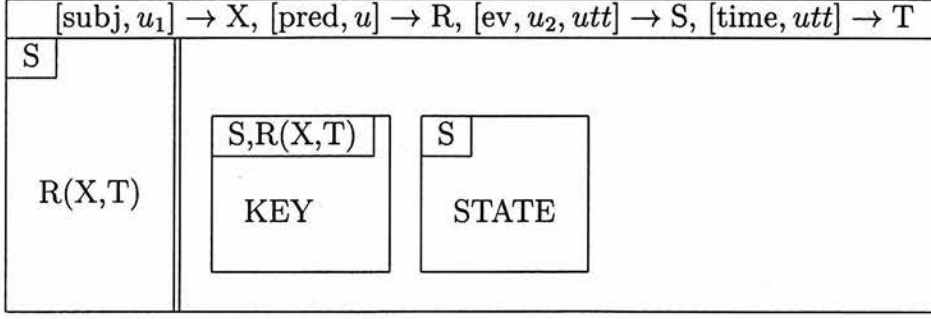 [subj, u₁] → X, [pred, u] → R, [ev, u₂, utt] → S, [time, utt] → T
S
S,R(X,T) S
R(X,T) KEY STATE